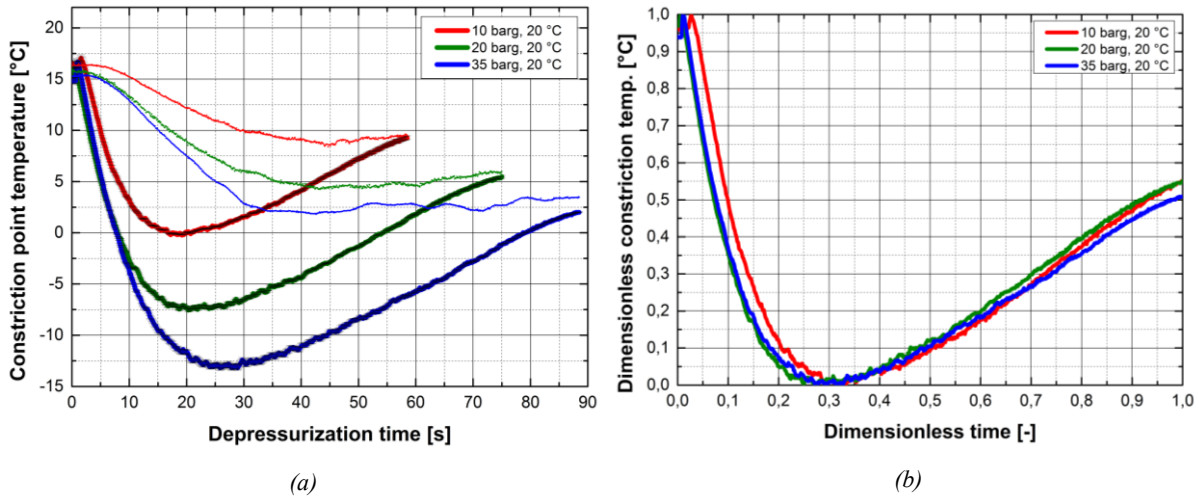 Constriction point temperature [°C]
22
20
15
10
5
0
-5
-10
-15
10 barg, 20 °C
20 barg, 20 °C
35 barg, 20 °C
0 10 20 30 40 50 60 70 80 90
Depressurization time [s]
(a)
Dimensionless constriction temp. [°C]
1,0
0,9
0,8
0,7
0,6
0,5
0,4
0,3
0,2
0,1
0,0
10 barg, 20 °C
20 barg, 20 °C
35 barg, 20 °C
0,0 0,1 0,2 0,3 0,4 0,5 0,6 0,7 0,8 0,9 1,0
Dimensionless time [-]
(b)